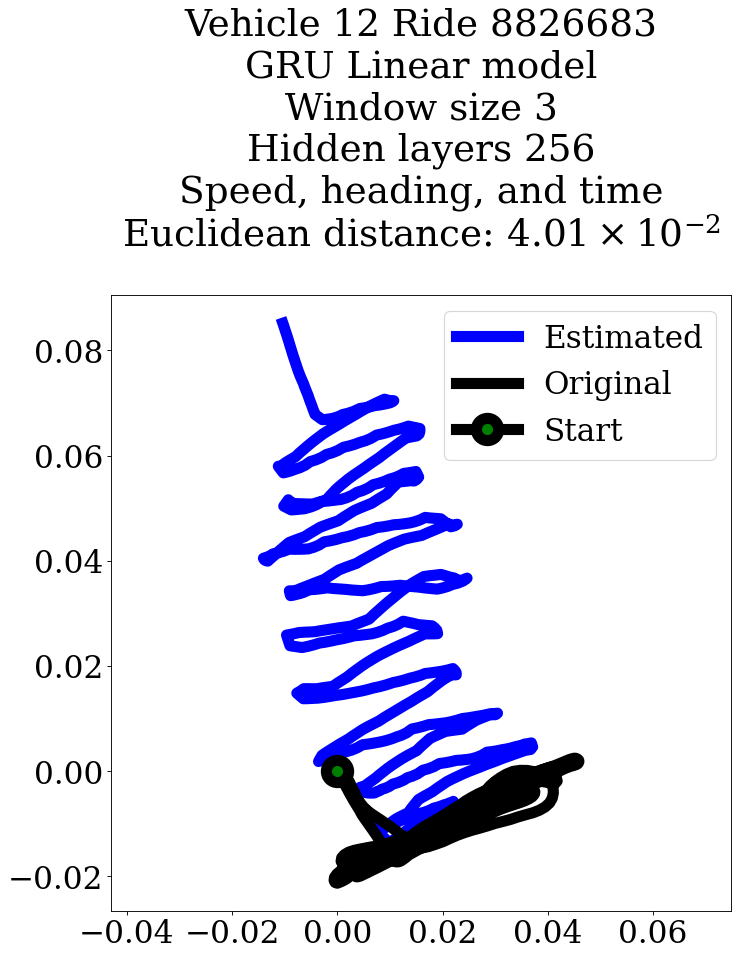 Vehicle 12 Ride 8826683
GRU Linear model
Window size 3
Hidden layers 256
Speed, heading, and time
Euclidean distance: 4.01 × 10⁻²
Estimated
Original
Start
0.08
0.06
0.04
0.02
0.00
−0.02
−0.04 −0.02 0.00 0.02 0.04 0.06